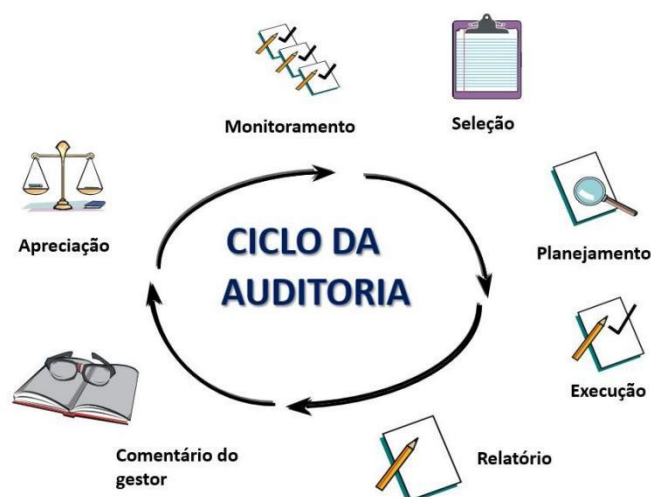 Monitoramento
Seleção
Apreciação
CICLO DA
AUDITORIA
Planejamento
Execução
Comentário do
gestor
Relatório